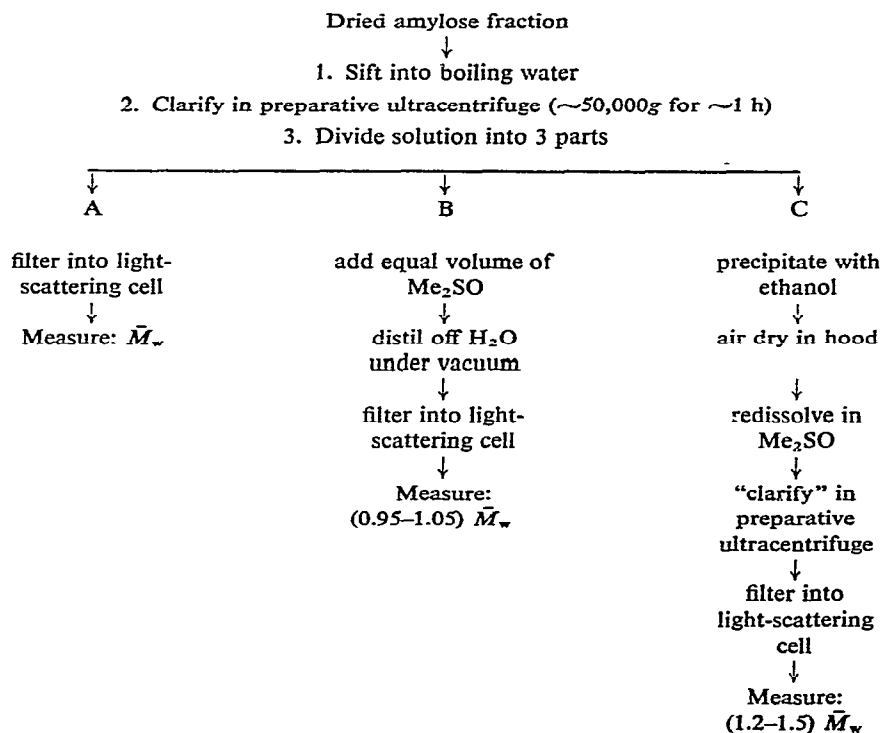 Dried amylose fraction
↓
1. Sift into boiling water
2. Clarify in preparative ultracentrifuge (~50,000g for ~1 h)
3. Divide solution into 3 parts
↓ ↓ ↓
A B C
filter into light-
scattering cell
↓
Measure: M̄w
add equal volume of
Me₂SO
↓
distil off H₂O
under vacuum
↓
filter into light-
scattering cell
↓
Measure:
(0.95–1.05) M̄w
precipitate with
ethanol
↓
air dry in hood
↓
redissolve in
Me₂SO
↓
"clarify" in
preparative
ultracentrifuge
↓
filter into
light-scattering
cell
↓
Measure:
(1.2–1.5) M̄w